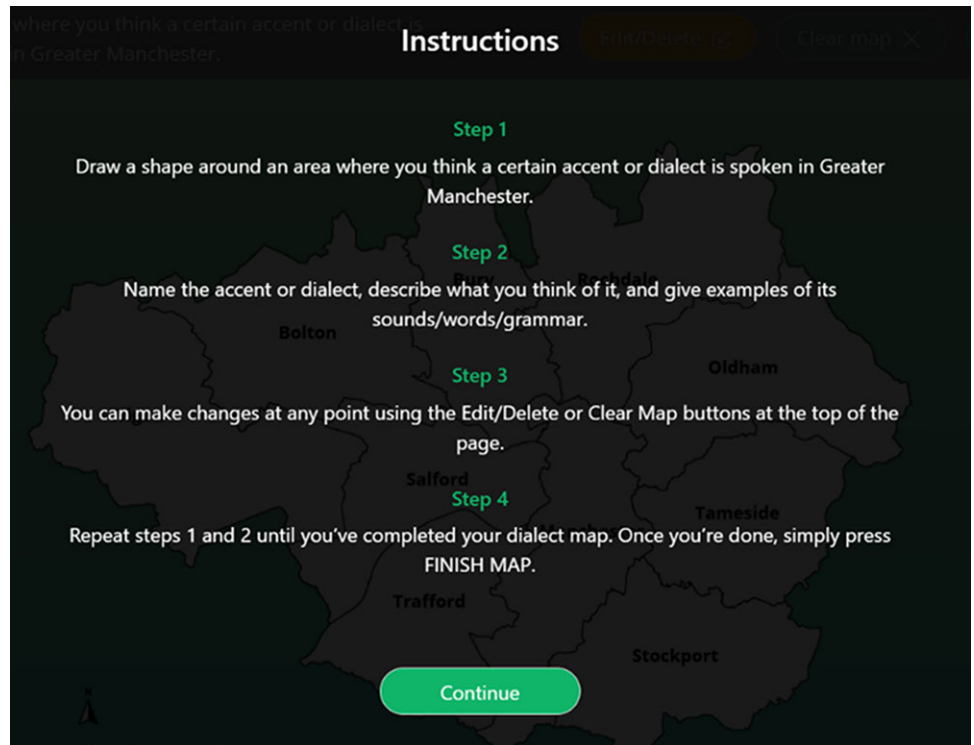 where you think a certain accent or dialect is
n Greater Manchester.
Instructions
Edit/Delete
Clear map X
Step 1
Draw a shape around an area where you think a certain accent or dialect is spoken in Greater
Manchester.
Step 2
Bury
Rochdale
Name the accent or dialect, describe what you think of it, and give examples of its
sounds/words/grammar.
Bolton
Step 3
Oldham
You can make changes at any point using the Edit/Delete or Clear Map buttons at the top of the
page.
Salford
Step 4
Tameside
Repeat steps 1 and 2 until you've completed your dialect map. Once you're done, simply press
FINISH MAP.
Trafford
Stockport
Continue